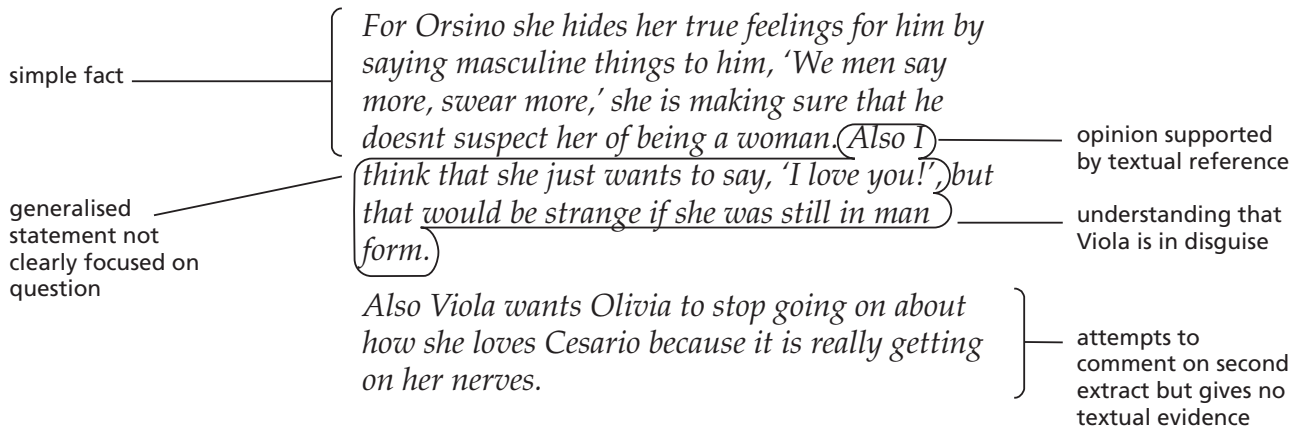 For Orsino she hides her true feelings for him by
saying masculine things to him, ‘We men say
more, swear more,’ she is making sure that he
doesnt suspect her of being a woman. Also I
think that she just wants to say, ‘I love you!’, but
that would be strange if she was still in man
form.
Also Viola wants Olivia to stop going on about
how she loves Cesario because it is really getting
on her nerves.
simple fact
generalised
statement not
clearly focused on
question
opinion supported
by textual reference
understanding that
Viola is in disguise
attempts to
comment on second
extract but gives no
textual evidence